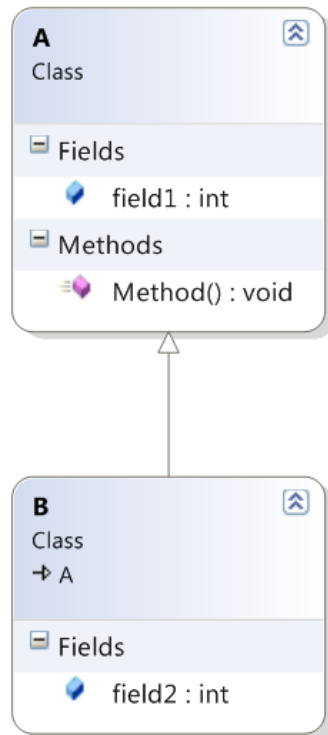 A
Class
Fields
field1 : int
Methods
Method() : void
B
Class
A
Fields
field2 : int